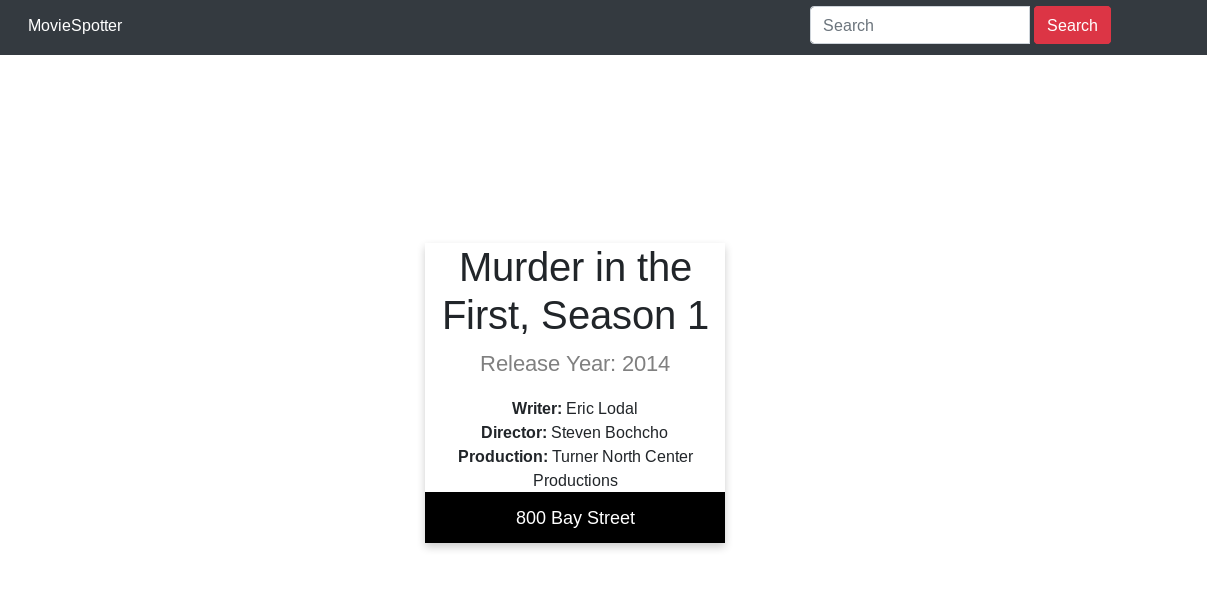 MovieSpotter
Search
Search
Murder in the
First, Season 1
Release Year: 2014
Writer: Eric Lodal
Director: Steven Bochcho
Production: Turner North Center
Productions
800 Bay Street